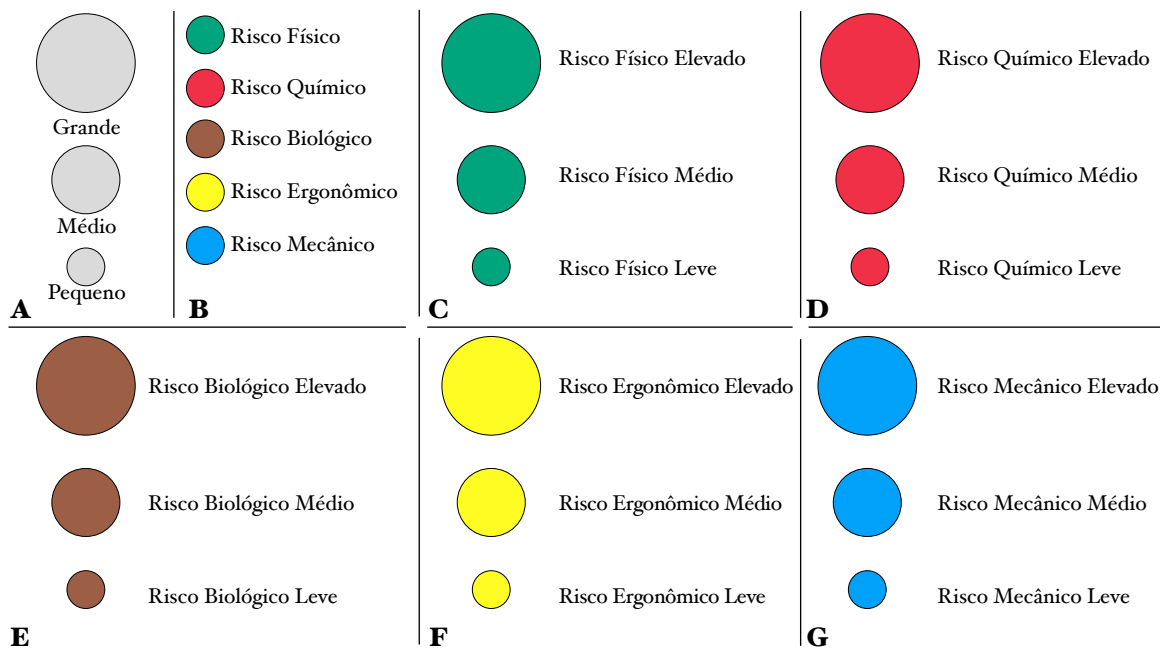 Grande
Médio
Pequeno
A
Risco Físico
Risco Químico
Risco Biológico
Risco Ergonômico
Risco Mecânico
B
Risco Físico Elevado
Risco Físico Médio
Risco Físico Leve
C
Risco Químico Elevado
Risco Químico Médio
Risco Químico Leve
D
Risco Biológico Elevado
Risco Biológico Médio
Risco Biológico Leve
E
Risco Ergonômico Elevado
Risco Ergonômico Médio
Risco Ergonômico Leve
F
Risco Mecânico Elevado
Risco Mecânico Médio
Risco Mecânico Leve
G